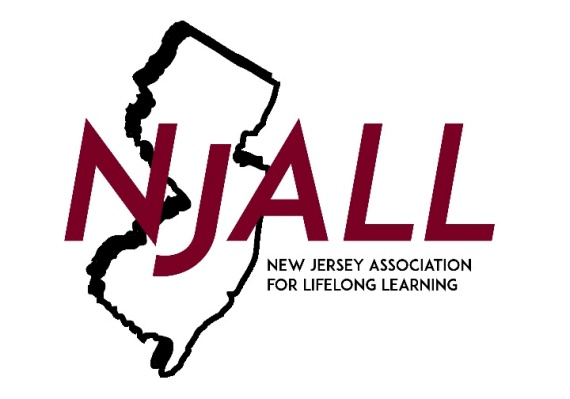 NJALL
NEW JERSEY ASSOCIATION
FOR LIFELONG LEARNING